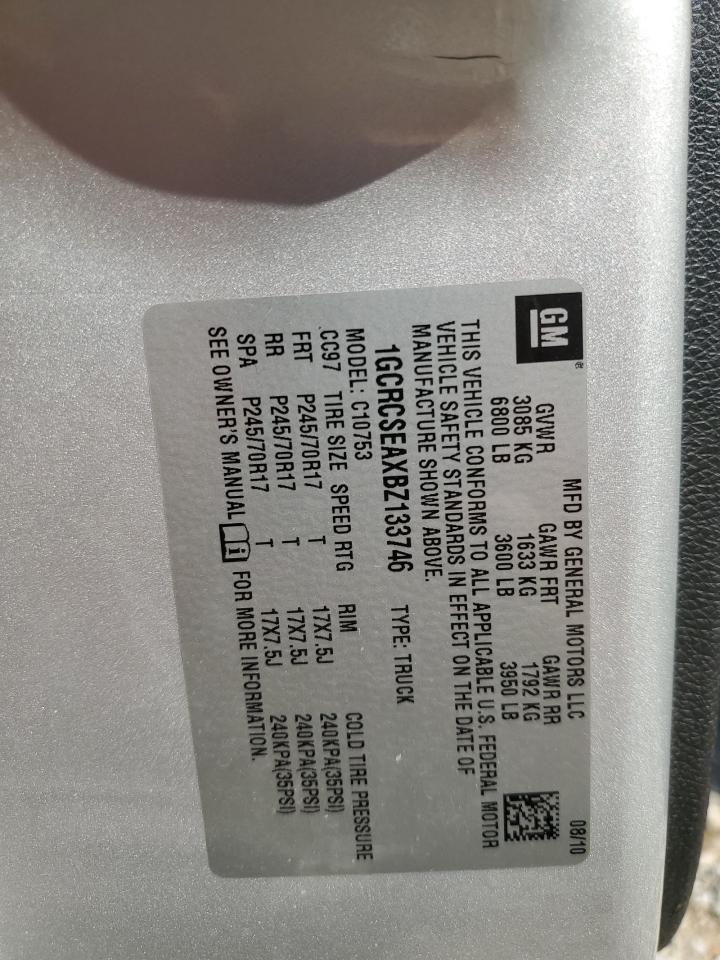 GM ®
MFD BY GENERAL MOTORS LLC 08/10
GVWR GAWR FRT GAWR RR
3085 KG 1633 KG 1792 KG
6800 LB 3600 LB 3950 LB
THIS VEHICLE CONFORMS TO ALL APPLICABLE U.S. FEDERAL MOTOR
VEHICLE SAFETY STANDARDS IN EFFECT ON THE DATE OF
MANUFACTURE SHOWN ABOVE.
1GCRCSEAXBZ133746 TYPE: TRUCK
MODEL: C10753
.CC97 TIRE SIZE SPEED RTG RIM COLD TIRE PRESSURE
FRT P245/70R17 T 17X7.5J 240KPA(35PSI)
RR P245/70R17 T 17X7.5J 240KPA(35PSI)
SPA P245/70R17 T 17X7.5J 240KPA(35PSI)
SEE OWNER'S MANUAL FOR MORE INFORMATION.